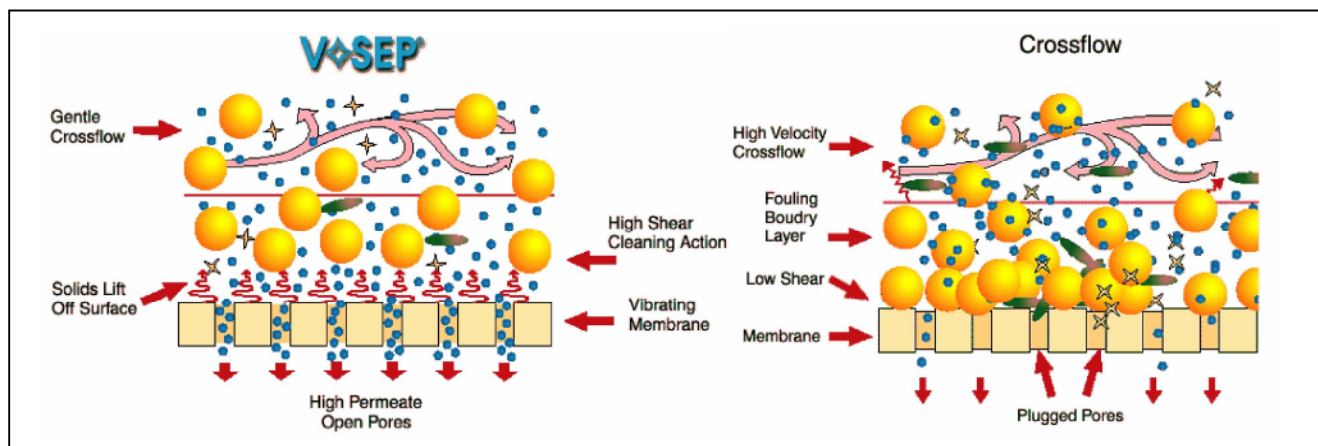 VSEP
Gentle
Crossflow
Solids Lift
Off Surface
High Shear
Cleaning Action
Vibrating
Membrane
High Permeate
Open Pores
Crossflow
High Velocity
Crossflow
Fouling
Boudry
Layer
Low Shear
Membrane
Plugged Pores